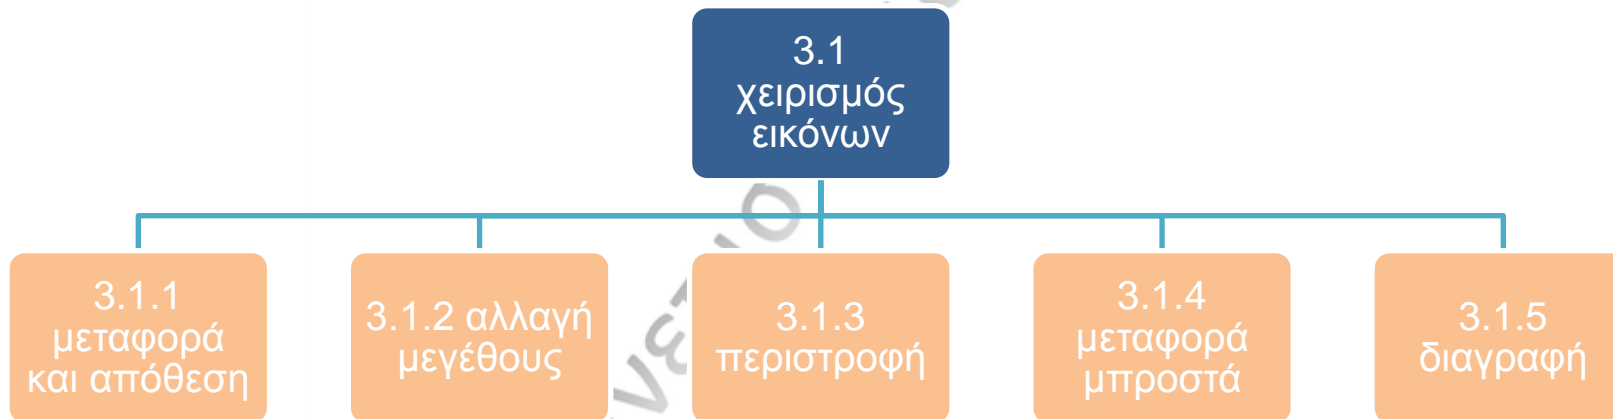 3.1
χειρισμός
εικόνων
3.1.1
μεταφορά
και απόθεση
3.1.2 αλλαγή
μεγέθους
3.1.3
περιστροφή
3.1.4
μεταφορά
μπροστά
3.1.5
διαγραφή